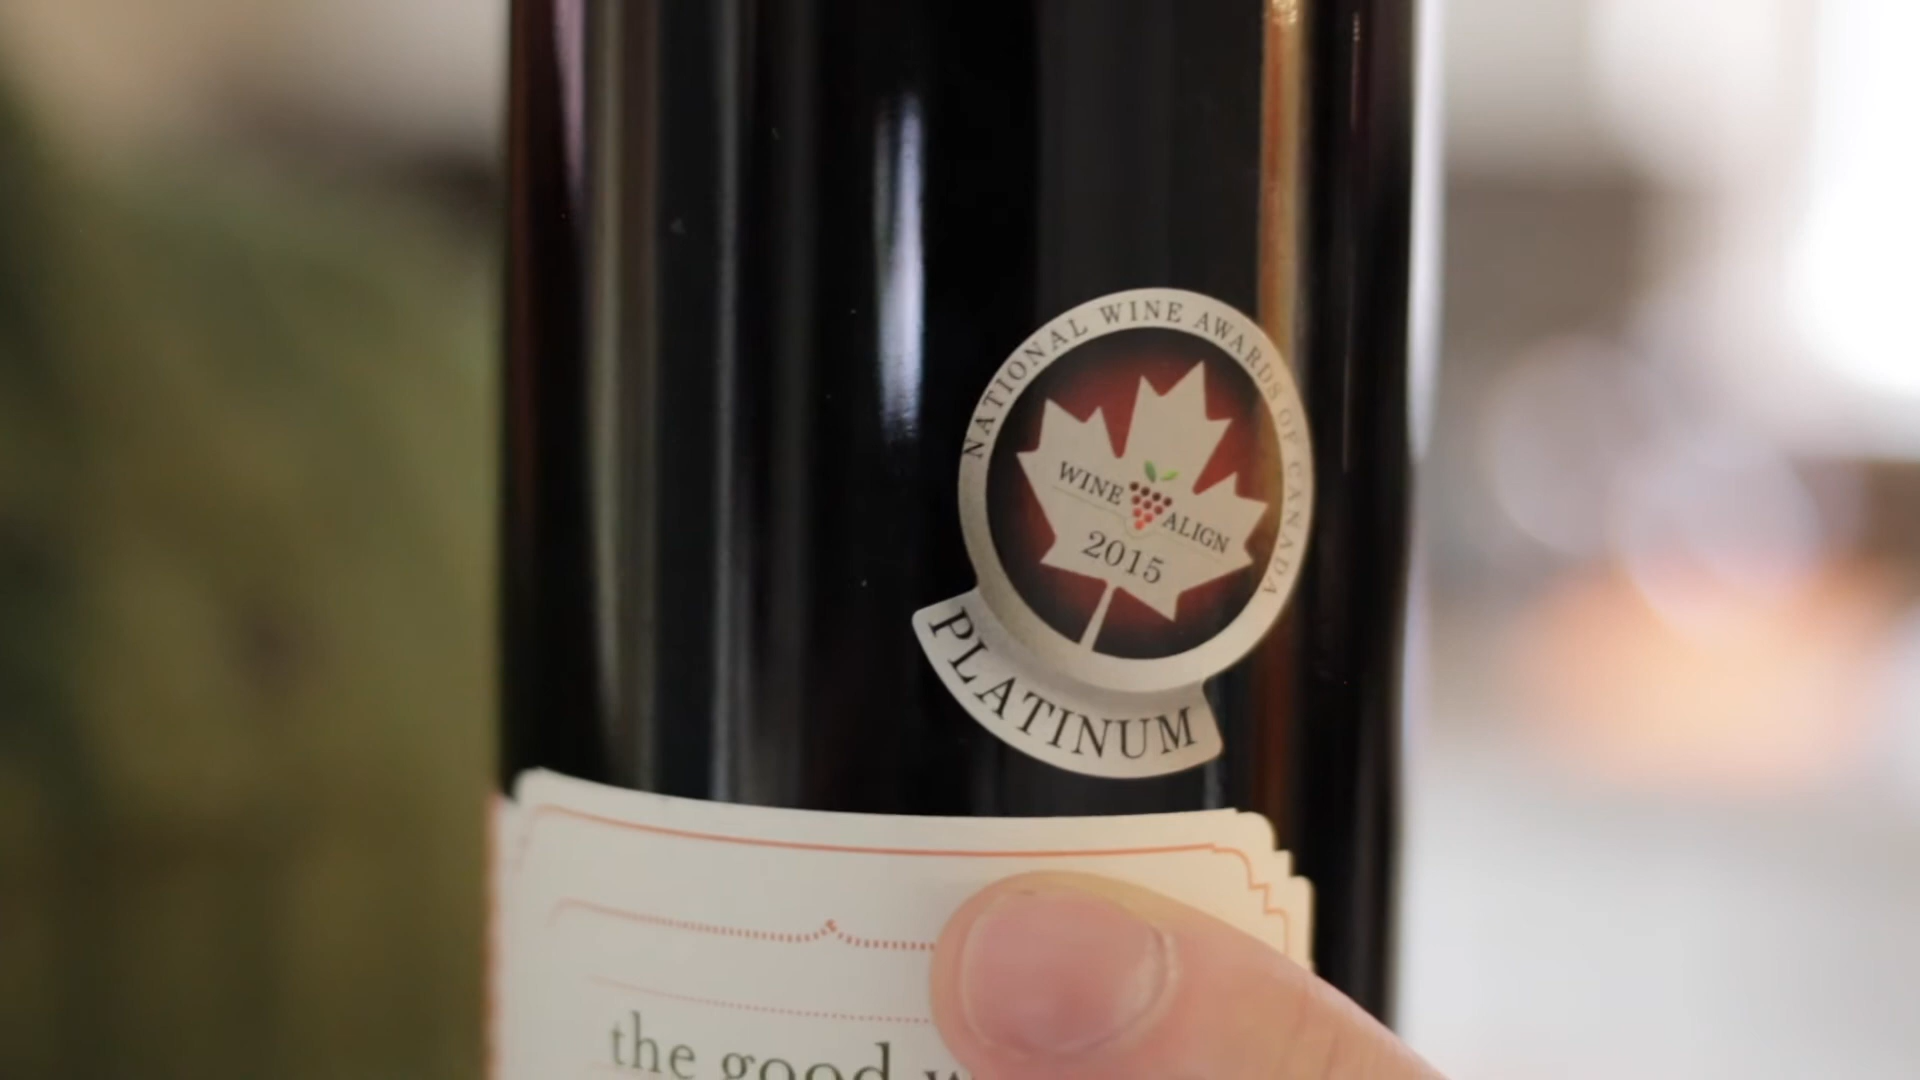 NATIONAL WINE AWARDS OF CANADA
WINE ALIGN
2015
PLATINUM
the good